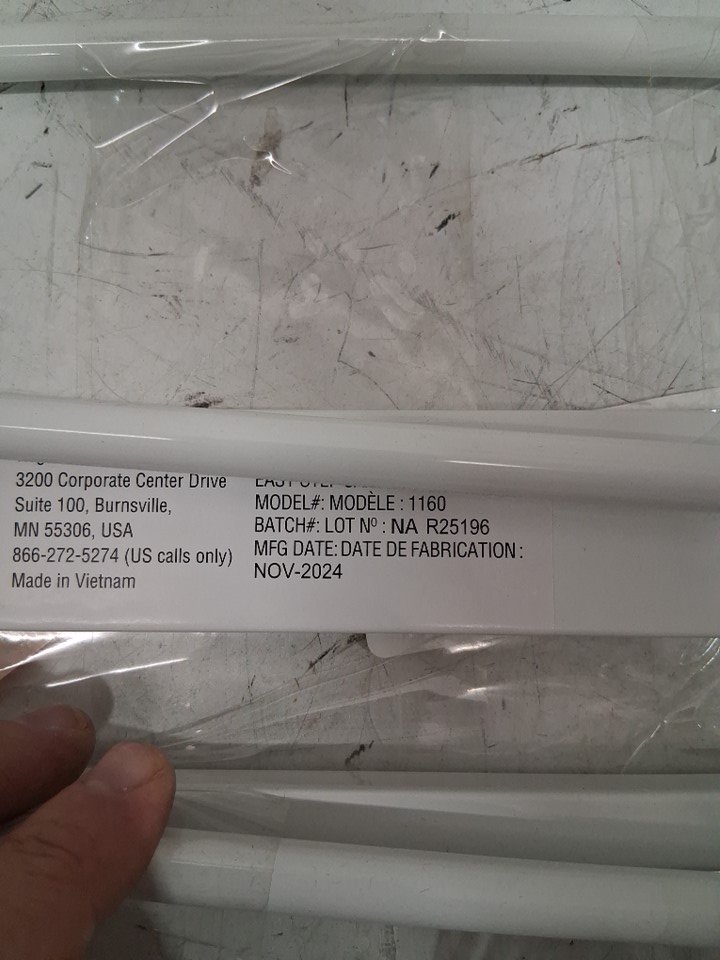 3200 Corporate Center Drive
Suite 100, Burnsville,
MN 55306, USA
866-272-5274 (US calls only)
Made in Vietnam
MODEL#: MODÈLE : 1160
BATCH#: LOT Nº : NA R25196
MFG DATE: DATE DE FABRICATION :
NOV-2024